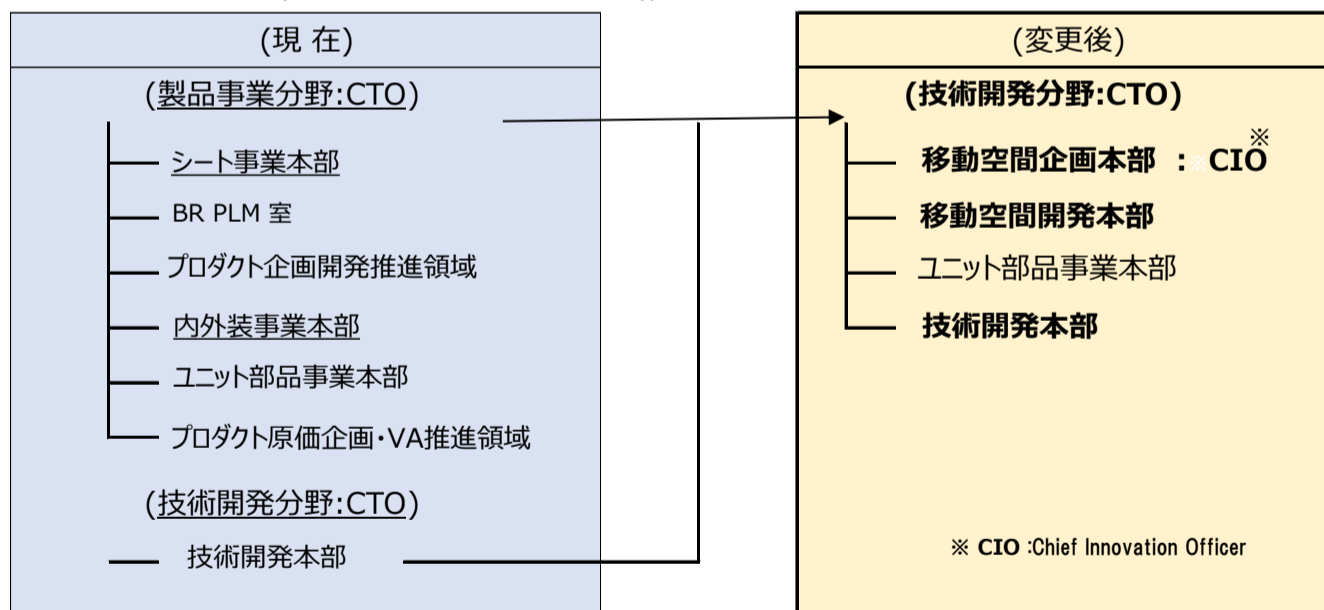 (現 在)
(製品事業分野:CTO)
シート事業本部
BR PLM 室
プロダクト企画開発推進領域
内外装事業本部
ユニット部品事業本部
プロダクト原価企画・VA推進領域
(技術開発分野:CTO)
技術開発本部
(変更後)
(技術開発分野:CTO)
移動空間企画本部 : ※CIO※
移動空間開発本部
ユニット部品事業本部
技術開発本部
※ CIO :Chief Innovation Officer